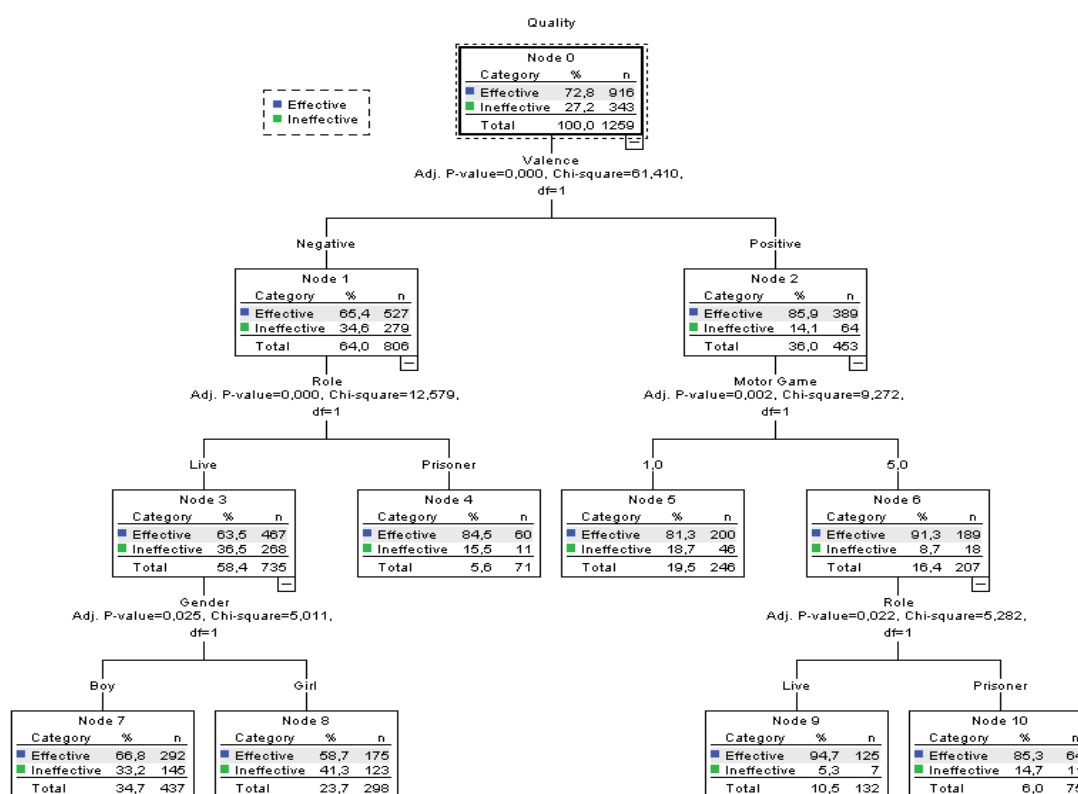 Quality
Node 0
Category % n
Effective 72,8 916
Ineffective 27,2 343
Total 100,0 1259
Effective
Ineffective
Valence
Adj. P-value=0,000, Chi-square=61,410,
df=1
Negative
Positive
Node 1
Category % n
Effective 65,4 527
Ineffective 34,6 279
Total 64,0 806
Node 2
Category % n
Effective 85,9 389
Ineffective 14,1 64
Total 36,0 453
Role
Adj. P-value=0,000, Chi-square=12,579,
df=1
Motor Game
Adj. P-value=0,002, Chi-square=9,272,
df=1
Live
Prisoner
1,0
5,0
Node 3
Category % n
Effective 63,5 467
Ineffective 36,5 268
Total 58,4 735
Node 4
Category % n
Effective 84,5 60
Ineffective 15,5 11
Total 5,6 71
Node 5
Category % n
Effective 81,3 200
Ineffective 18,7 46
Total 19,5 246
Node 6
Category % n
Effective 91,3 189
Ineffective 8,7 18
Total 16,4 207
Gender
Adj. P-value=0,025, Chi-square=5,011,
df=1
Role
Adj. P-value=0,022, Chi-square=5,282,
df=1
Boy
Girl
Live
Prisoner
Node 7
Category % n
Effective 66,8 292
Ineffective 33,2 145
Total 34,7 437
Node 8
Category % n
Effective 58,7 175
Ineffective 41,3 123
Total 23,7 298
Node 9
Category % n
Effective 94,7 125
Ineffective 5,3 7
Total 10,5 132
Node 10
Category % n
Effective 85,3
Ineffective 14,7
Total 6,0